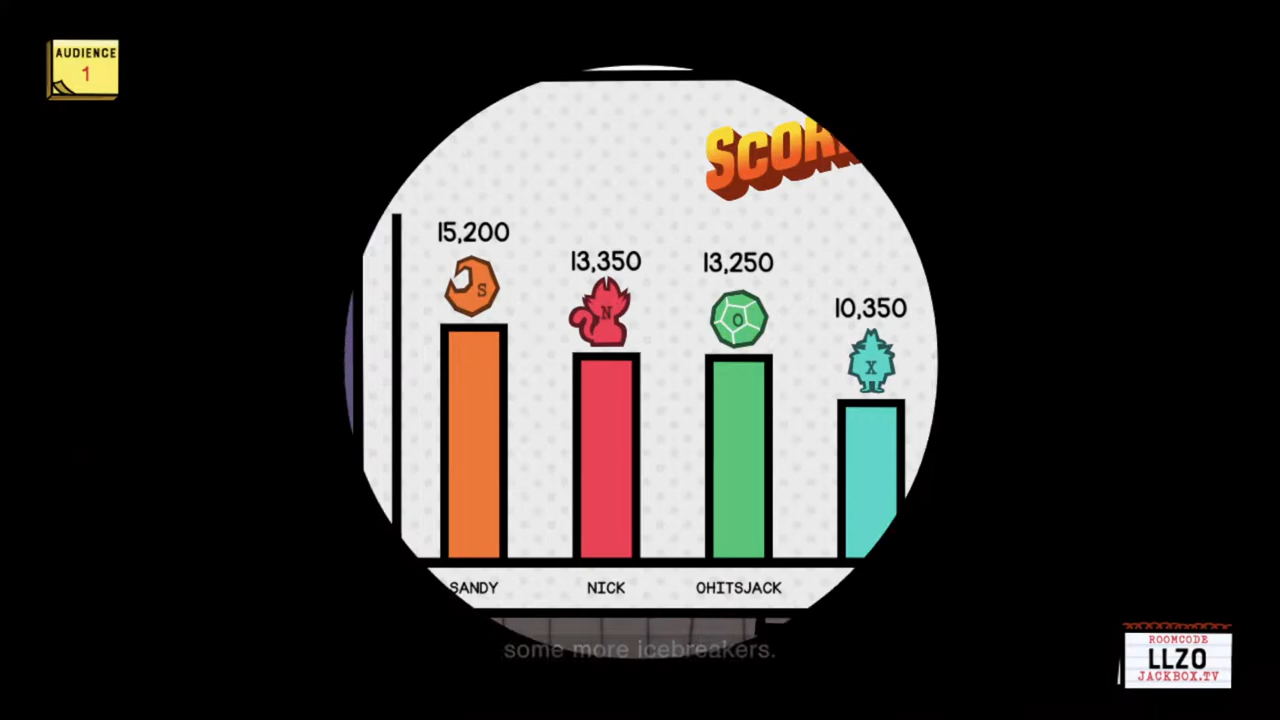 AUDIENCE
1
15,200
13,350
13,250
10,350
S
N
O
X
SANDY
NICK
OHITSJACK
some more icebreakers.
ROOMCODE
LLZO
JACKBOX.TV